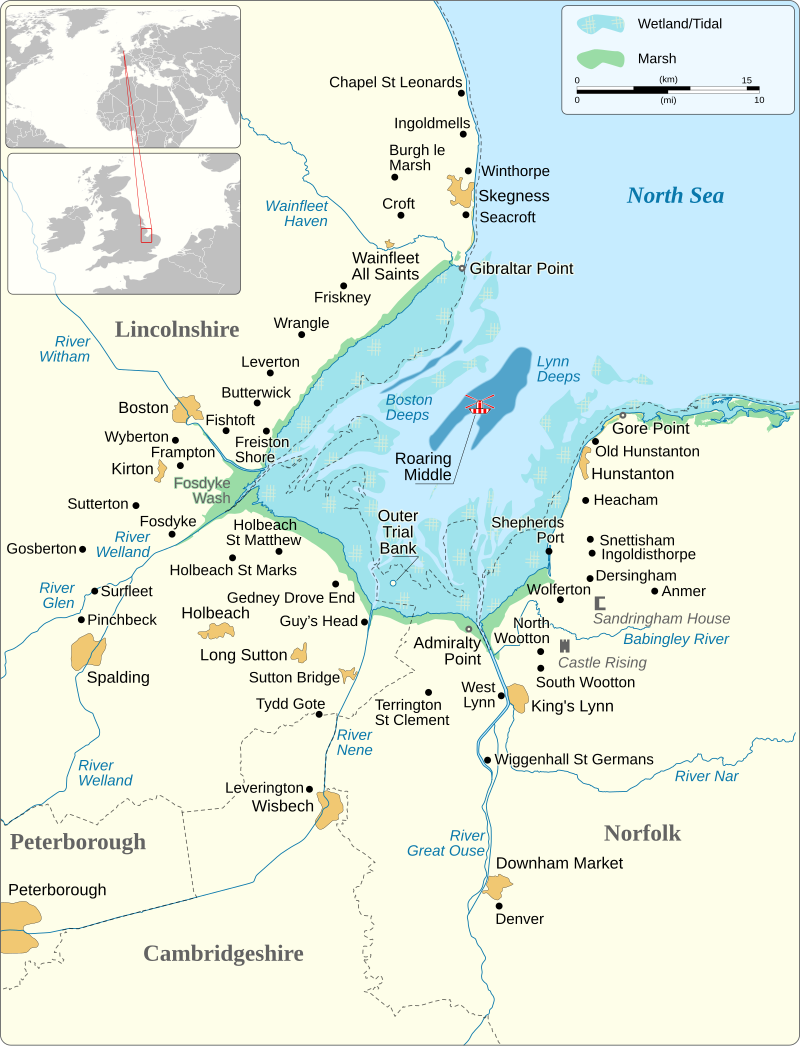 Wetland/Tidal
Marsh
0 (km) 15
0 (mi) 10
Chapel St Leonards
Ingoldmells
Burgh le
Marsh
Winthorpe
Skegness
Croft
Seacroft
North Sea
Wainfleet
Haven
Wainfleet
All Saints
Gibraltar Point
Friskney
Lincolnshire
Wrangle
River
Witham
Leverton
Lynn
Deeps
Butterwick
Boston
Deeps
Boston
Fishtoft
Gore Point
Wyberton
Freiston
Shore
Old Hunstanton
Frampton
Roaring
Middle
Kirton
Hunstanton
Fosdyke
Wash
Heacham
Sutterton
Outer
Trial
Bank
Shepherds
Port
Fosdyke
Holbeach
St Matthew
River
Welland
Snettisham
Gosberton
Ingoldisthorpe
Holbeach St Marks
Dersingham
River
Glen
Surfleet
Gedney Drove End
Wolferton
Anmer
Pinchbeck
Holbeach
Guy's Head
Sandringham House
North
Wootton
Babingley River
Admiralty
Point
Long Sutton
Castle Rising
Spalding
Sutton Bridge
South Wootton
West
Lynn
Tydd Gote
Terrington
St Clement
King's Lynn
River
Nene
Wiggenhall St Germans
River
Welland
River Nar
Leverington
Wisbech
Peterborough
River
Great Ouse
Norfolk
Downham Market
Peterborough
Denver
Cambridgeshire